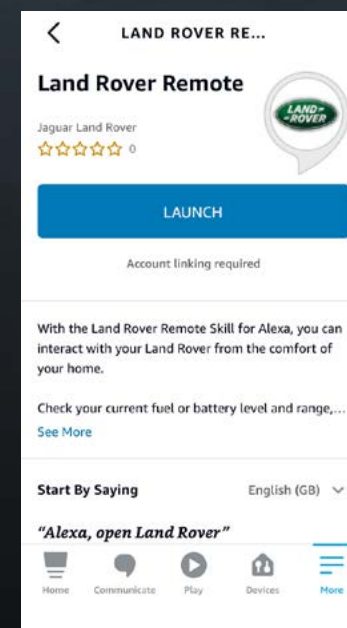 LAND ROVER RE...
Land Rover Remote
LAND-
-ROVER
Jaguar Land Rover
0
LAUNCH
Account linking required
With the Land Rover Remote Skill for Alexa, you can
interact with your Land Rover from the comfort of
your home.
Check your current fuel or battery level and range,...
See More
Start By Saying
English (GB)
“Alexa, open Land Rover”
Home
Communicate
Play
Devices
More